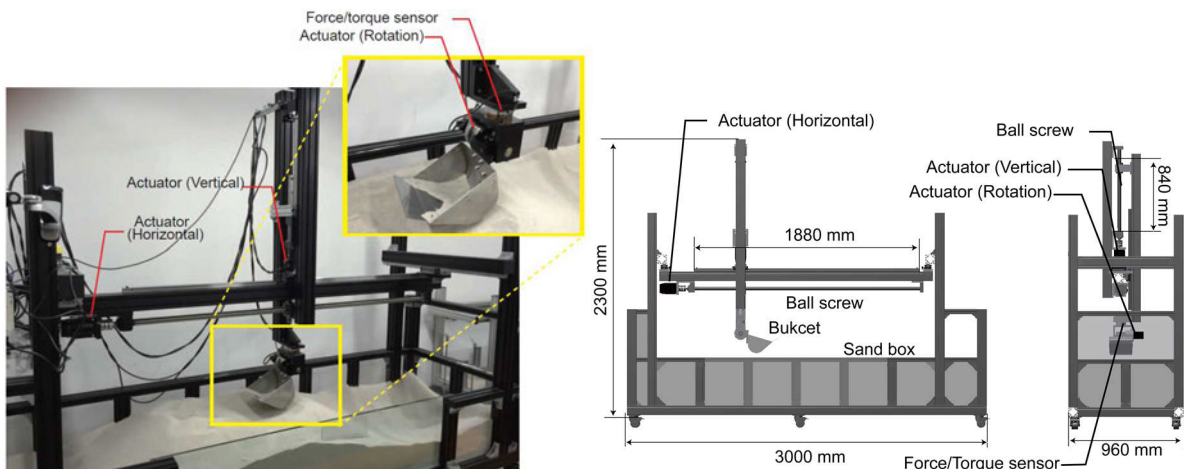 Force/torque sensor
Actuator (Rotation)
Actuator (Vertical)
Actuator
(Horizontal)
Actuator (Horizontal)
1880 mm
2300 mm
Ball screw
Bukcet
Sand box
3000 mm
Ball screw
Actuator (Vertical)
Actuator (Rotation)
840 mm
960 mm
Force/Torque sensor